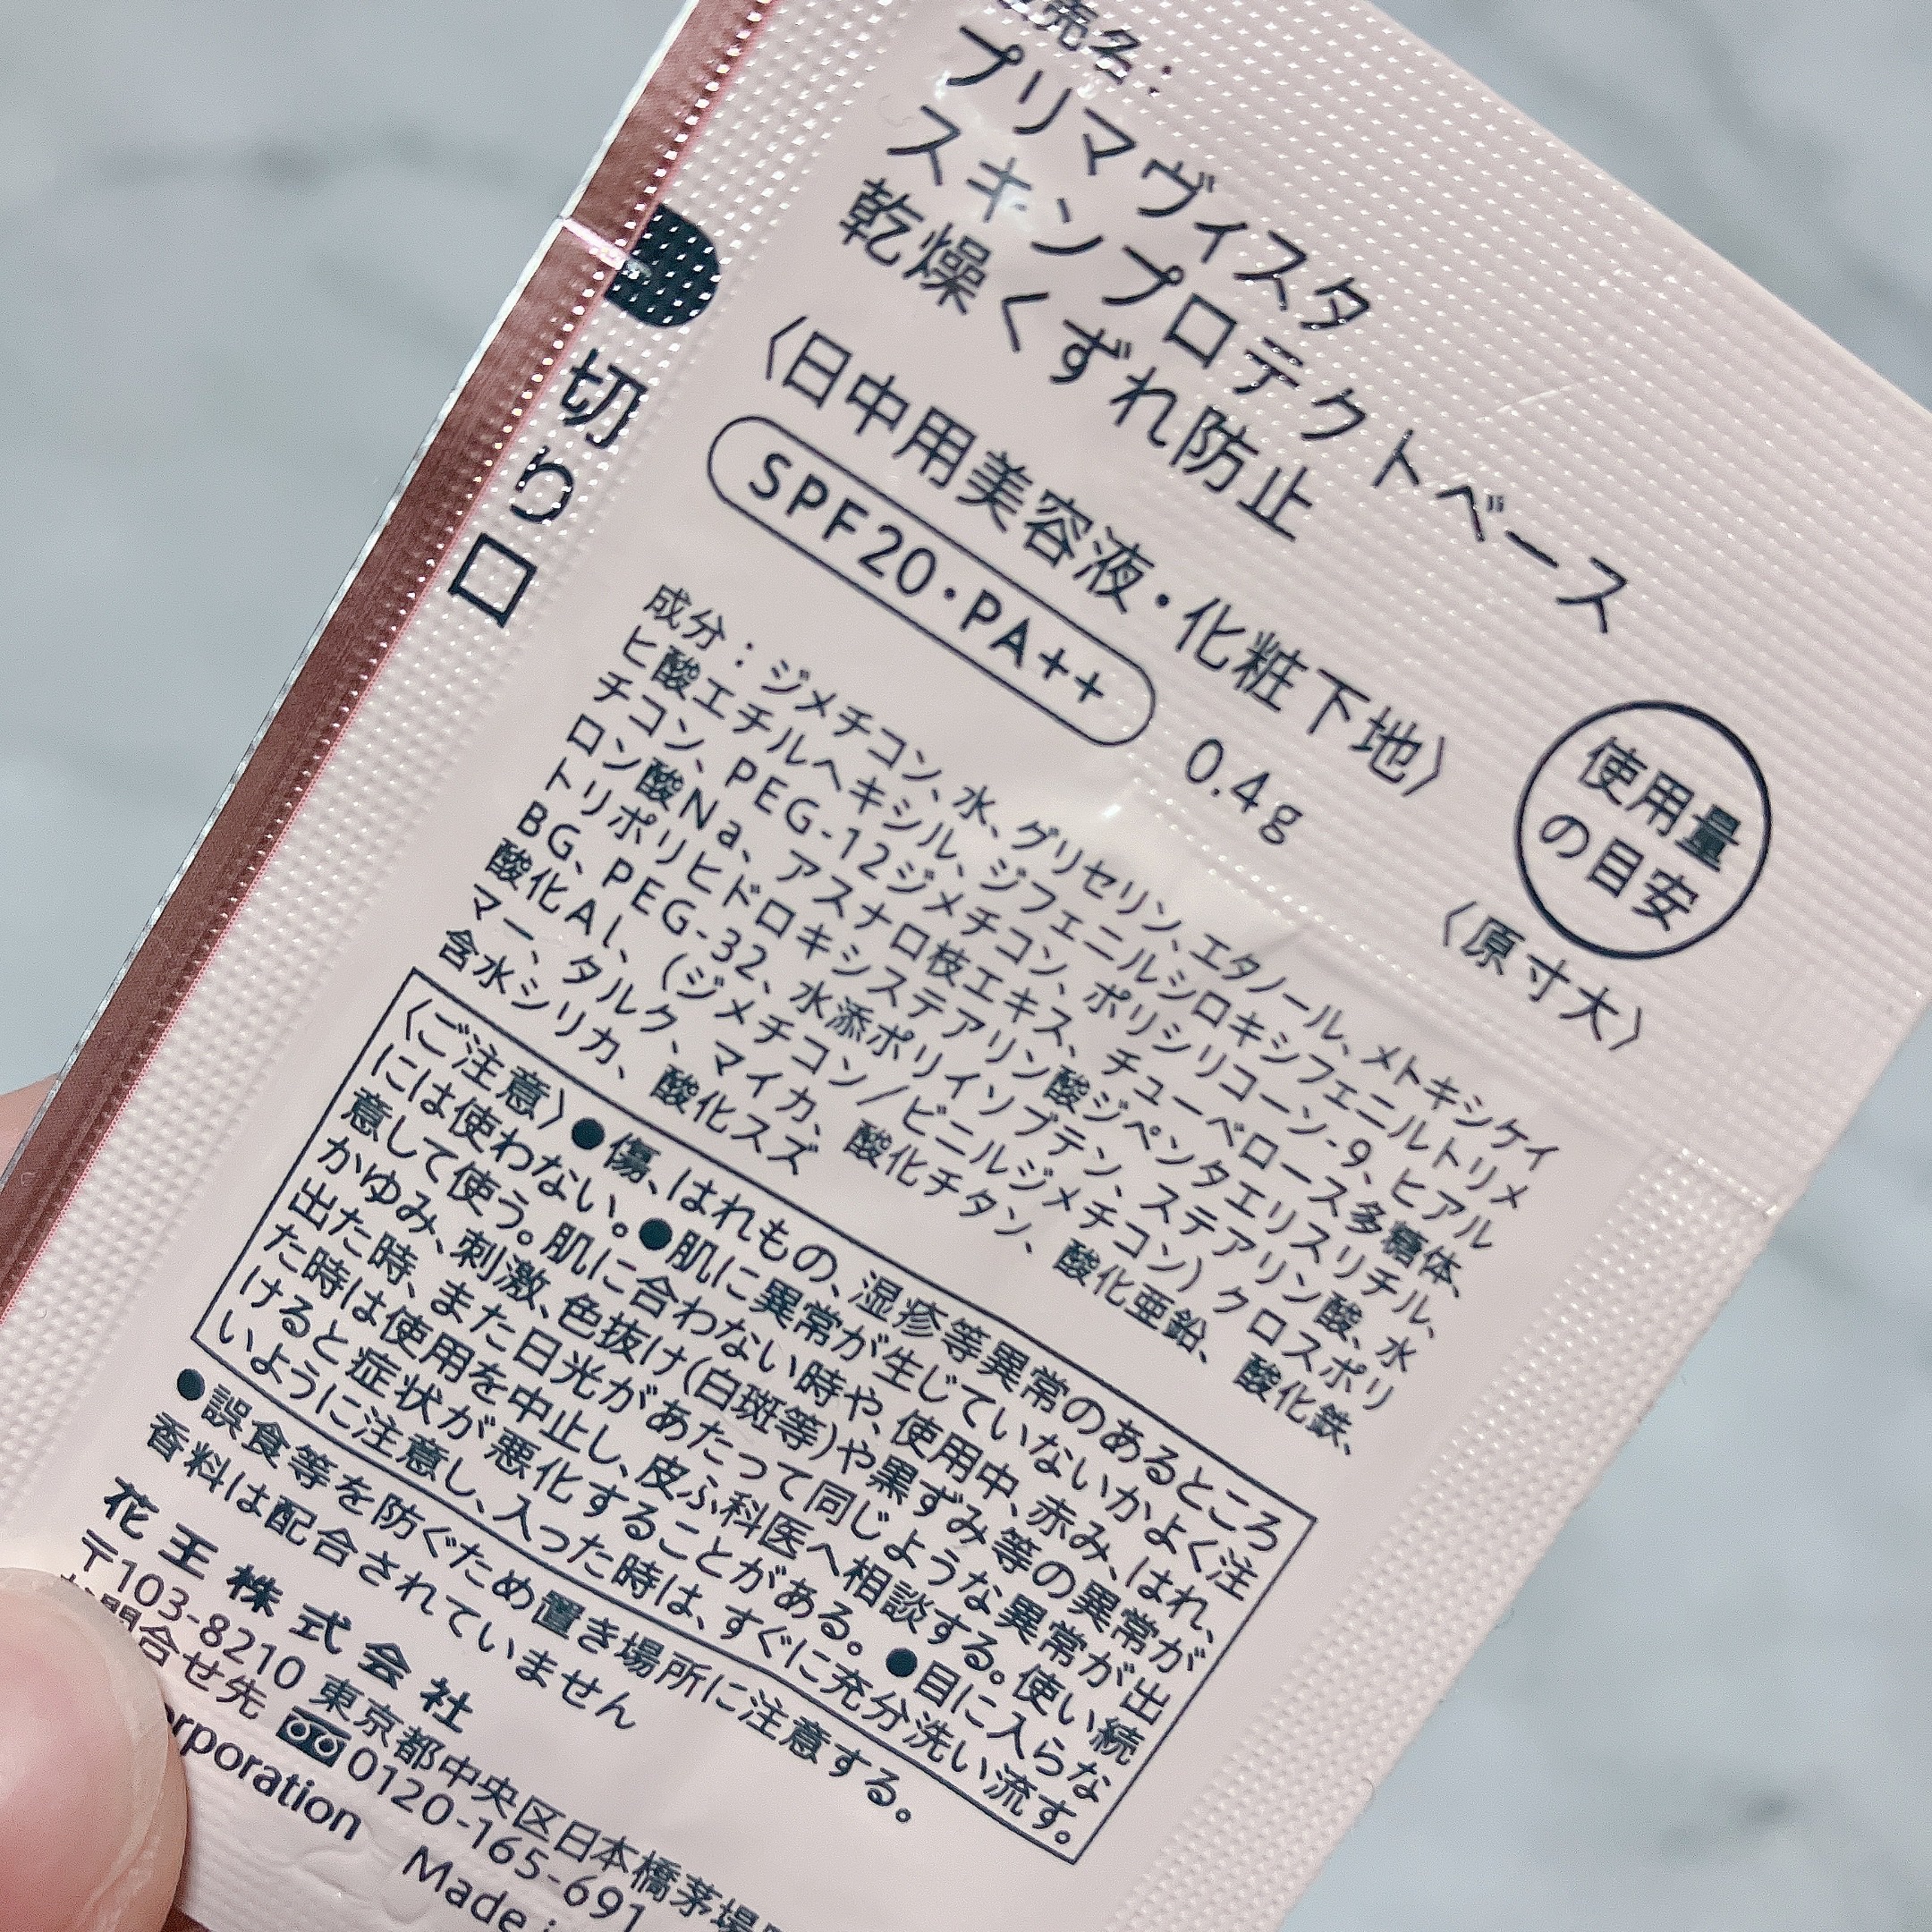 売名：
プリマヴィスタ
スキンプロテクトベース
乾燥くずれ防止
〈日中用美容液・化粧下地〉
SPF20・PA++ 0.4g
使用量
の目安
〈原寸大〉
切り口
成分：ジメチコン、水、グリセリン、エタノール、メトキシケイ
ヒ酸エチルヘキシル、ジフェニルシロキシフェニルトリメ
チコン、PEG-12ジメチコン、ポリシリコーン-9、ヒアル
ロン酸Na、アスナロ枝エキス、チューベロース多糖体、
トリポリヒドロキシステアリン酸ジペンタエリスリチル、
BG、PEG-32、水添ポリイソブテン、ステアリン酸、水
酸化Al、（ジメチコン／ビニルジメチコン）クロスポリ
マー、タルク、マイカ、酸化チタン、酸化亜鉛、酸化鉄、
含水シリカ、酸化スズ
〈ご注意〉●傷、はれもの、湿疹等異常のあるところ
には使わない。●肌に異常が生じていないかよく注
意して使う。肌に合わない時や、使用中、赤み、はれ、
かゆみ、刺激、色抜け(白斑等)や黒ずみ等の異常が
出た時、また日光があたって同じような異常が出
た時は使用を中止し、皮ふ科医へ相談する。使い続
けると症状が悪化することがある。●目に入らな
いように注意し、入った時は、すぐに充分洗い流す。
●誤食等を防ぐため置き場所に注意する。
香料は配合されていません
花王株式会社
〒103-8210 東京都中央区日本橋茅場
お問合せ先 0120-165-691
rporation Made